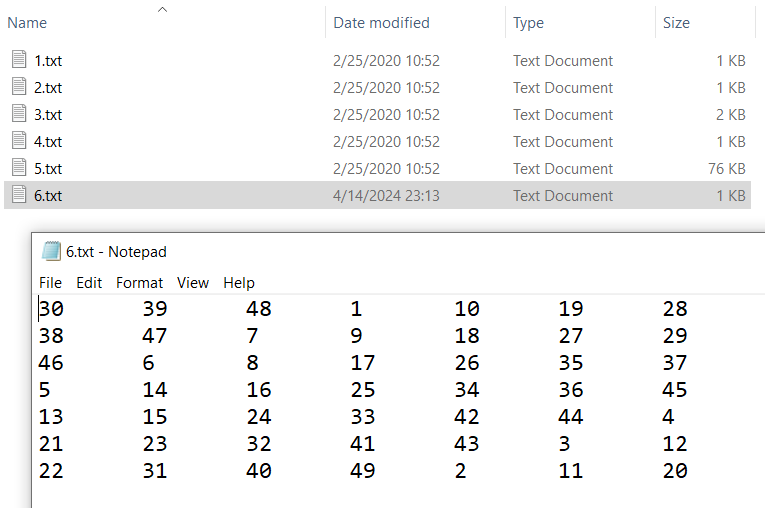 Name Date modified Type Size
1.txt 2/25/2020 10:52 Text Document 1 KB
2.txt 2/25/2020 10:52 Text Document 1 KB
3.txt 2/25/2020 10:52 Text Document 2 KB
4.txt 2/25/2020 10:52 Text Document 1 KB
5.txt 2/25/2020 10:52 Text Document 76 KB
6.txt 4/14/2024 23:13 Text Document 1 KB
6.txt - Notepad
File Edit Format View Help
30 39 48 1 10 19 28
38 47 7 9 18 27 29
46 6 8 17 26 35 37
5 14 16 25 34 36 45
13 15 24 33 42 44 4
21 23 32 41 43 3 12
22 31 40 49 2 11 20